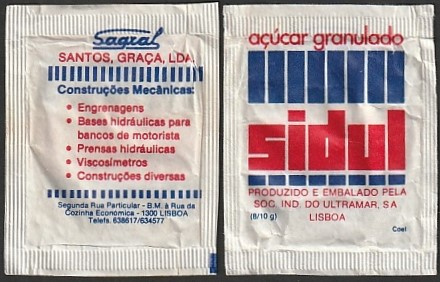 Sagral
SANTOS, GRAÇA, LDA.
Construções Mecânicas:
• Engrenagens
• Bases hidráulicas para
bancos de motorista
• Prensas hidráulicas
• Viscosímetros
• Construções diversas
Segunda Rua Particular - B.M. à Rua da
Cozinha Económica - 1300 LISBOA
Telefs. 638617/634577
açúcar granulado
sidul
PRODUZIDO E EMBALADO PELA
SOC. IND. DO ULTRAMAR, SA
(8/10 g) LISBOA
Coel